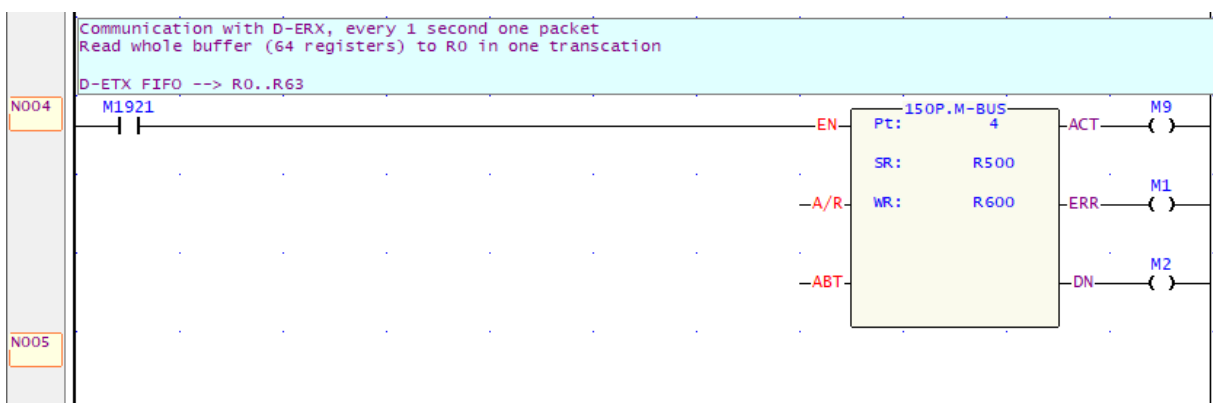 Communication with D-ERX, every 1 second one packet
Read whole buffer (64 registers) to R0 in one transcation
D-ETX FIFO --> R0..R63
N004
M1921
150P.M-BUS
M9
EN
Pt: 4
ACT
SR: R500
M1
A/R
WR: R600
ERR
M2
ABT
DN
N005